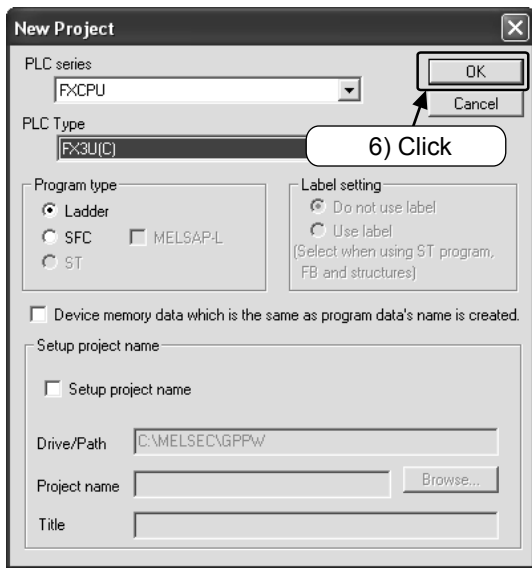 New Project
PLC series
FXCPU
OK
Cancel
PLC Type
FX3U(C)
6) Click
Program type
Ladder
SFC
MELSAP-L
ST
Label setting
Do not use label
Use label
(Select when using ST program,
FB and structures)
Device memory data which is the same as program data's name is created.
Setup project name
Setup project name
Drive/Path
C:\MELSEC\GPPW
Project name
Browse...
Title